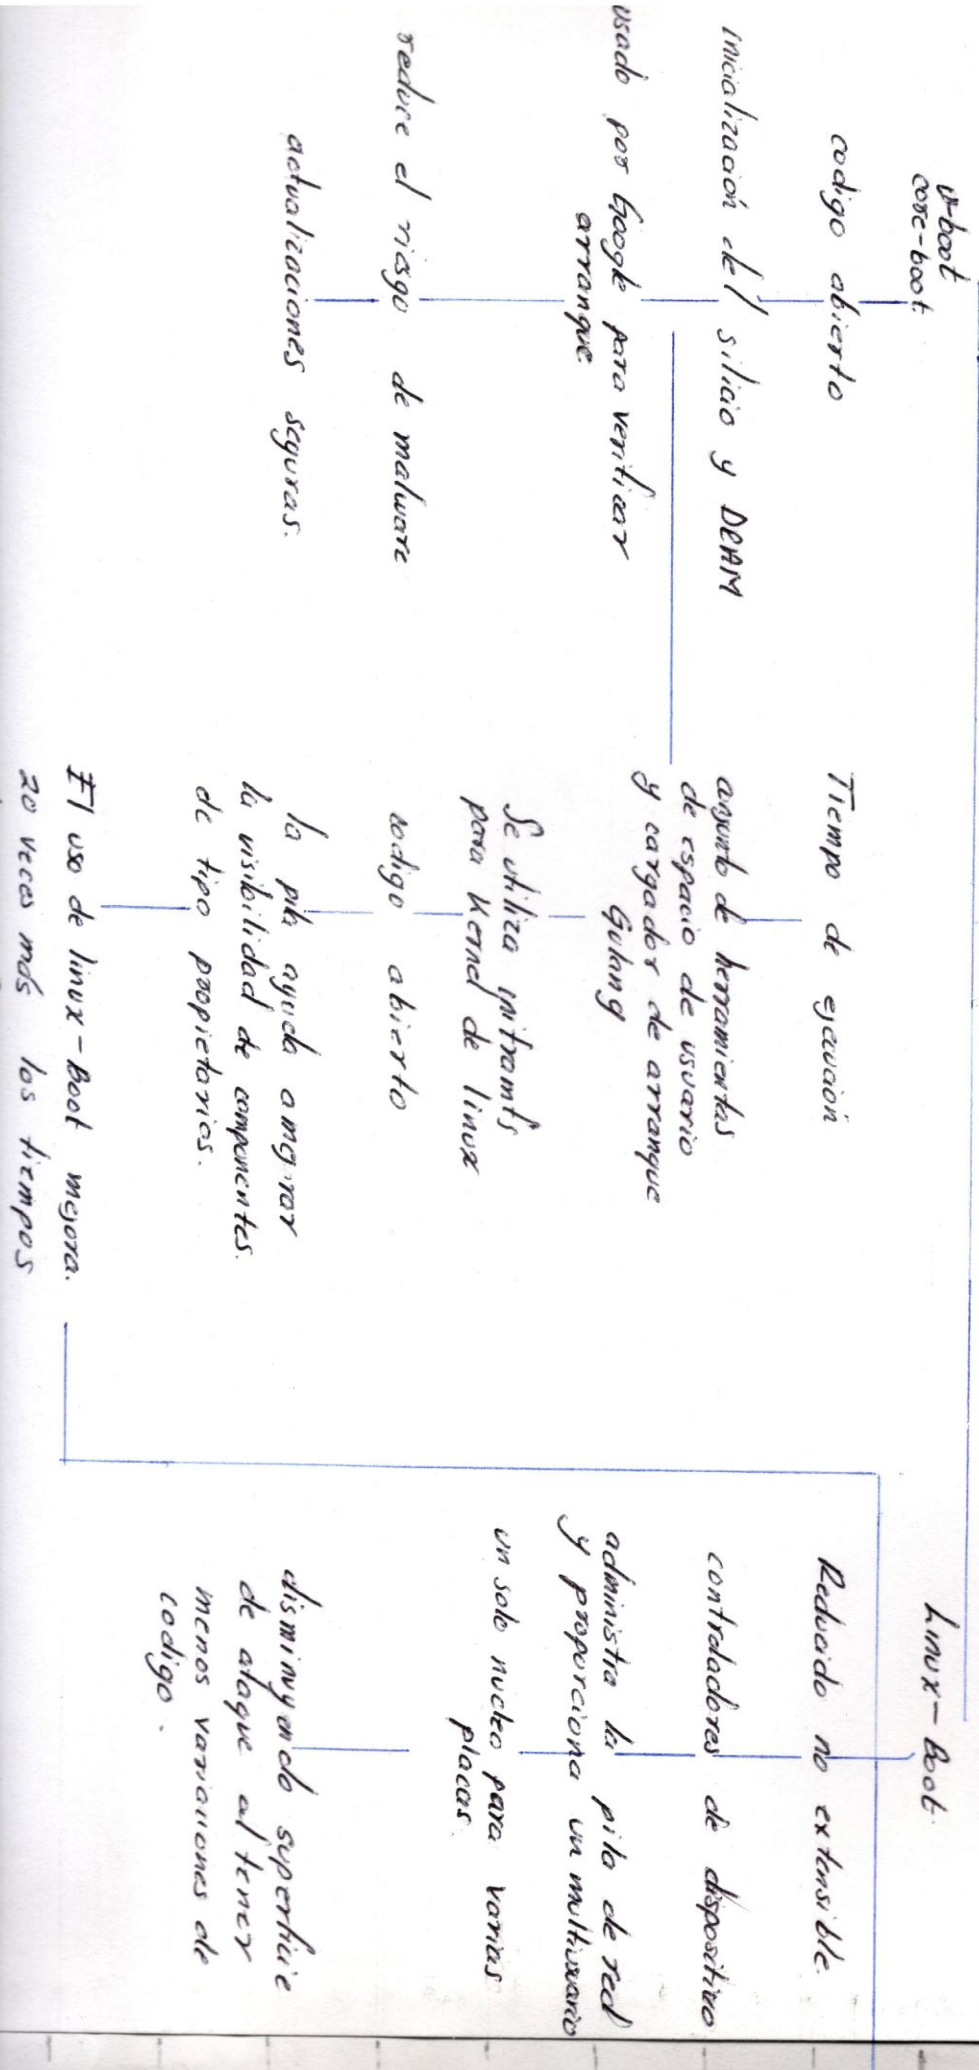 u-boot
core-boot.
codigo abierto
inicialización del silicio y DRAM
usado por Google para verificar
arranque
reduce el riesgo de malware
actualizaciones seguras.
Tiempo de ejecución
conjunto de herramientas
de espacio de usuario
y cargador de arranque
Gulang
Se utiliza initramfs
para Kernel de linux
codigo abierto
la pila ayuda a mejorar
la visibilidad de componentes.
de tipo propietarios.
El uso de linux-Boot mejora.
20 veces más los tiempos
Linux-Boot.
Reducido no extensible.
controladores de dispositivo
administra la pila de red
y proporciona un multiusuario
un solo nucleo para varias
placas.
disminuyendo superficie
de ataque al tener
menos variaciones de
codigo.